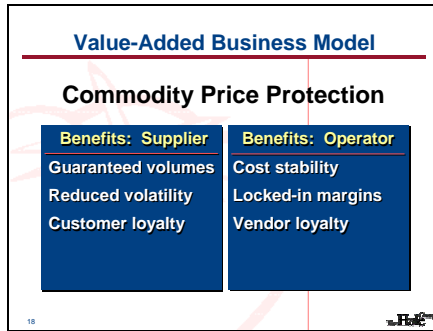 Value-Added Business Model
Commodity Price Protection
Benefits: Supplier
Guaranteed volumes
Reduced volatility
Customer loyalty
Benefits: Operator
Cost stability
Locked-in margins
Vendor loyalty
18